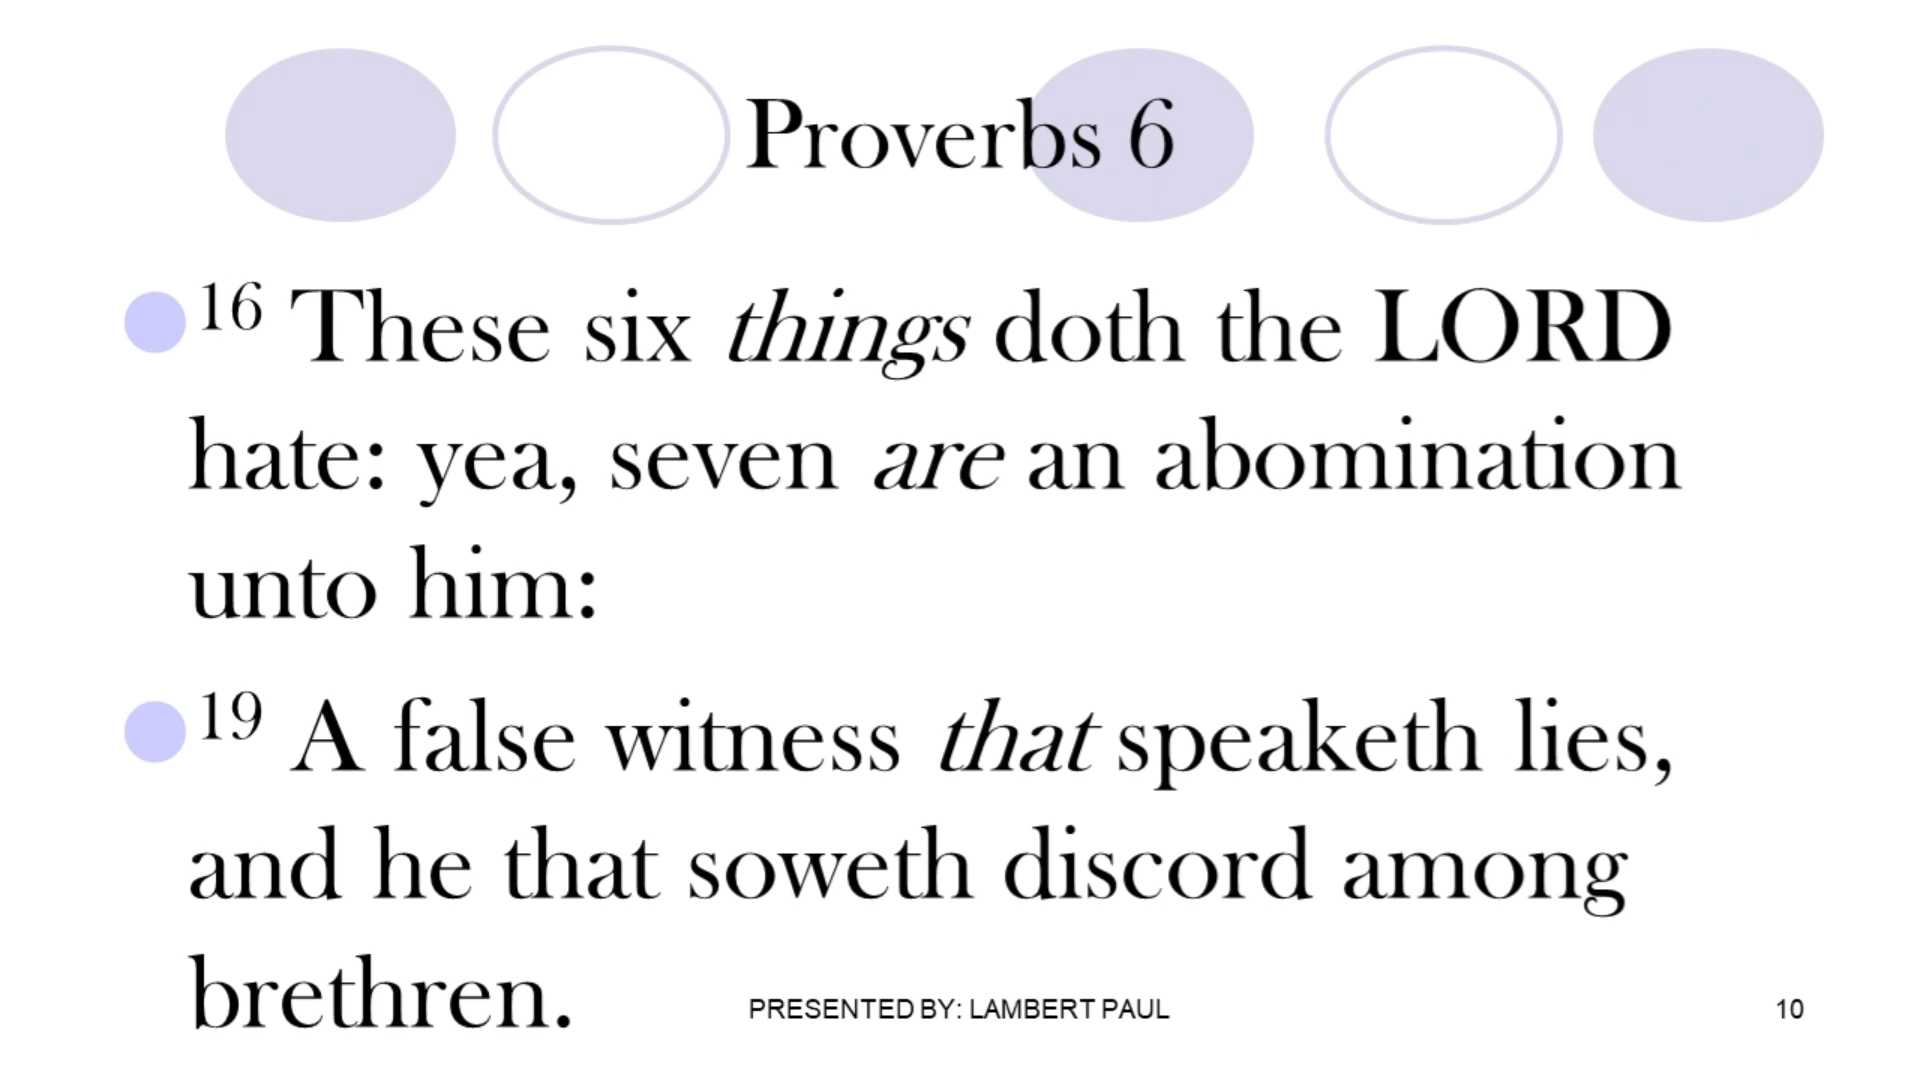 Proverbs 6
16 These six things doth the LORD
hate: yea, seven are an abomination
unto him:
19 A false witness that speaketh lies,
and he that soweth discord among
brethren.
PRESENTED BY: LAMBERT PAUL
10